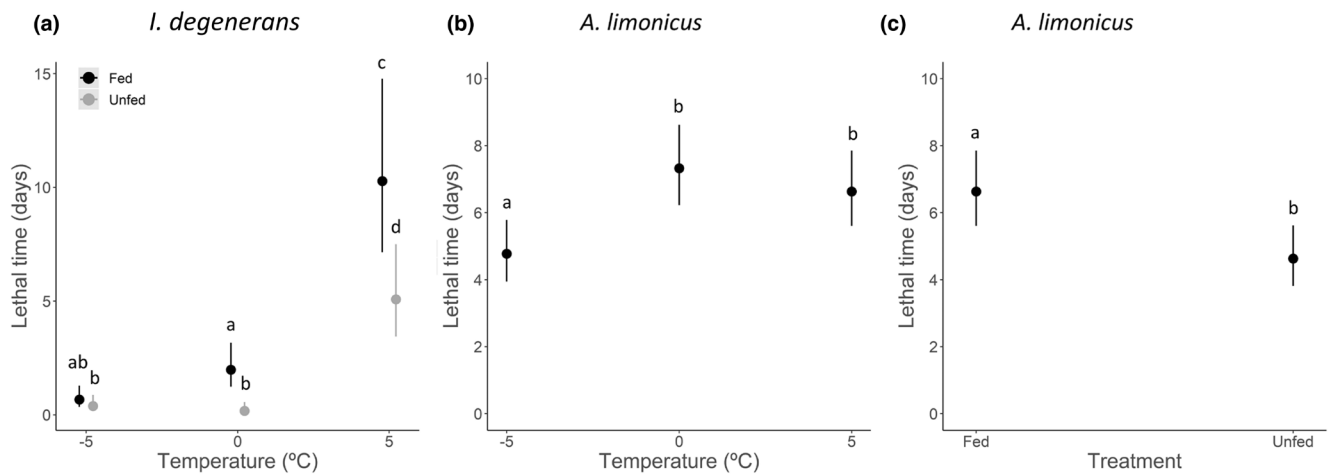 (a) I. degenerans
Fed
Unfed
Lethal time (days)
15
10
5
0
ab
b
a
b
c
d
-5 0 5
Temperature (ºC)
(b) A. limonicus
Lethal time (days)
10
8
6
4
2
0
a
b
b
-5 0 5
Temperature (ºC)
(c) A. limonicus
Lethal time (days)
10
8
6
4
2
0
a
b
Fed Unfed
Treatment